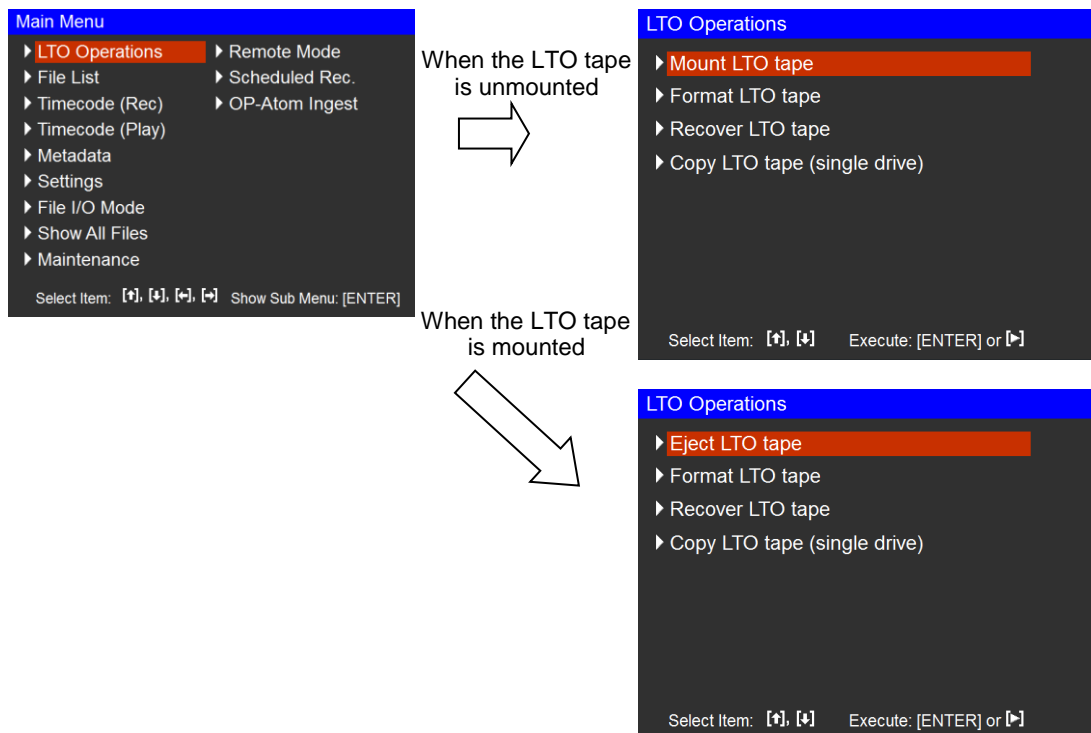 Main Menu
LTO Operations
File List
Timecode (Rec)
Timecode (Play)
Metadata
Settings
File I/O Mode
Show All Files
Maintenance
Remote Mode
Scheduled Rec.
OP-Atom Ingest
Select Item: [↑], [↓], [←], [→] Show Sub Menu: [ENTER]
When the LTO tape
is unmounted
LTO Operations
Mount LTO tape
Format LTO tape
Recover LTO tape
Copy LTO tape (single drive)
Select Item: [↑], [↓] Execute: [ENTER] or [▶]
When the LTO tape
is mounted
LTO Operations
Eject LTO tape
Format LTO tape
Recover LTO tape
Copy LTO tape (single drive)
Select Item: [↑], [↓] Execute: [ENTER] or [▶]